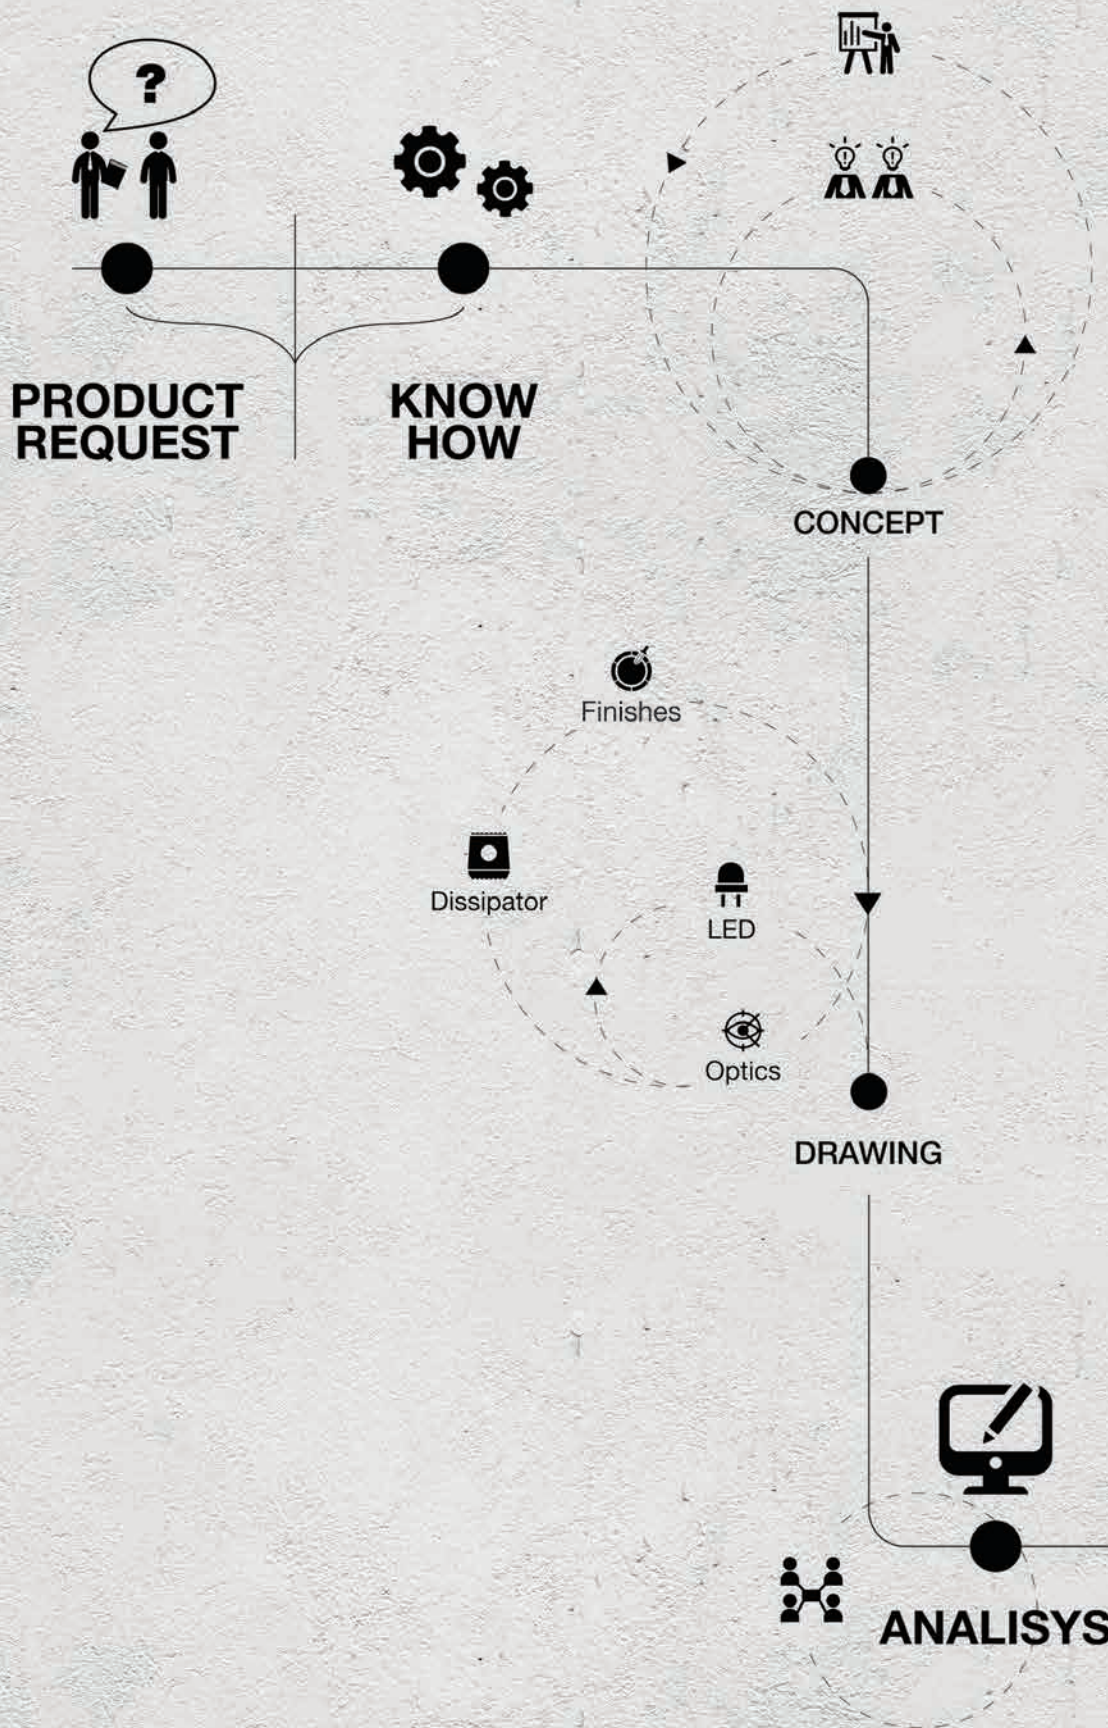 ?
PRODUCT
REQUEST
KNOW
HOW
CONCEPT
Finishes
Dissipator
LED
Optics
DRAWING
ANALISYS